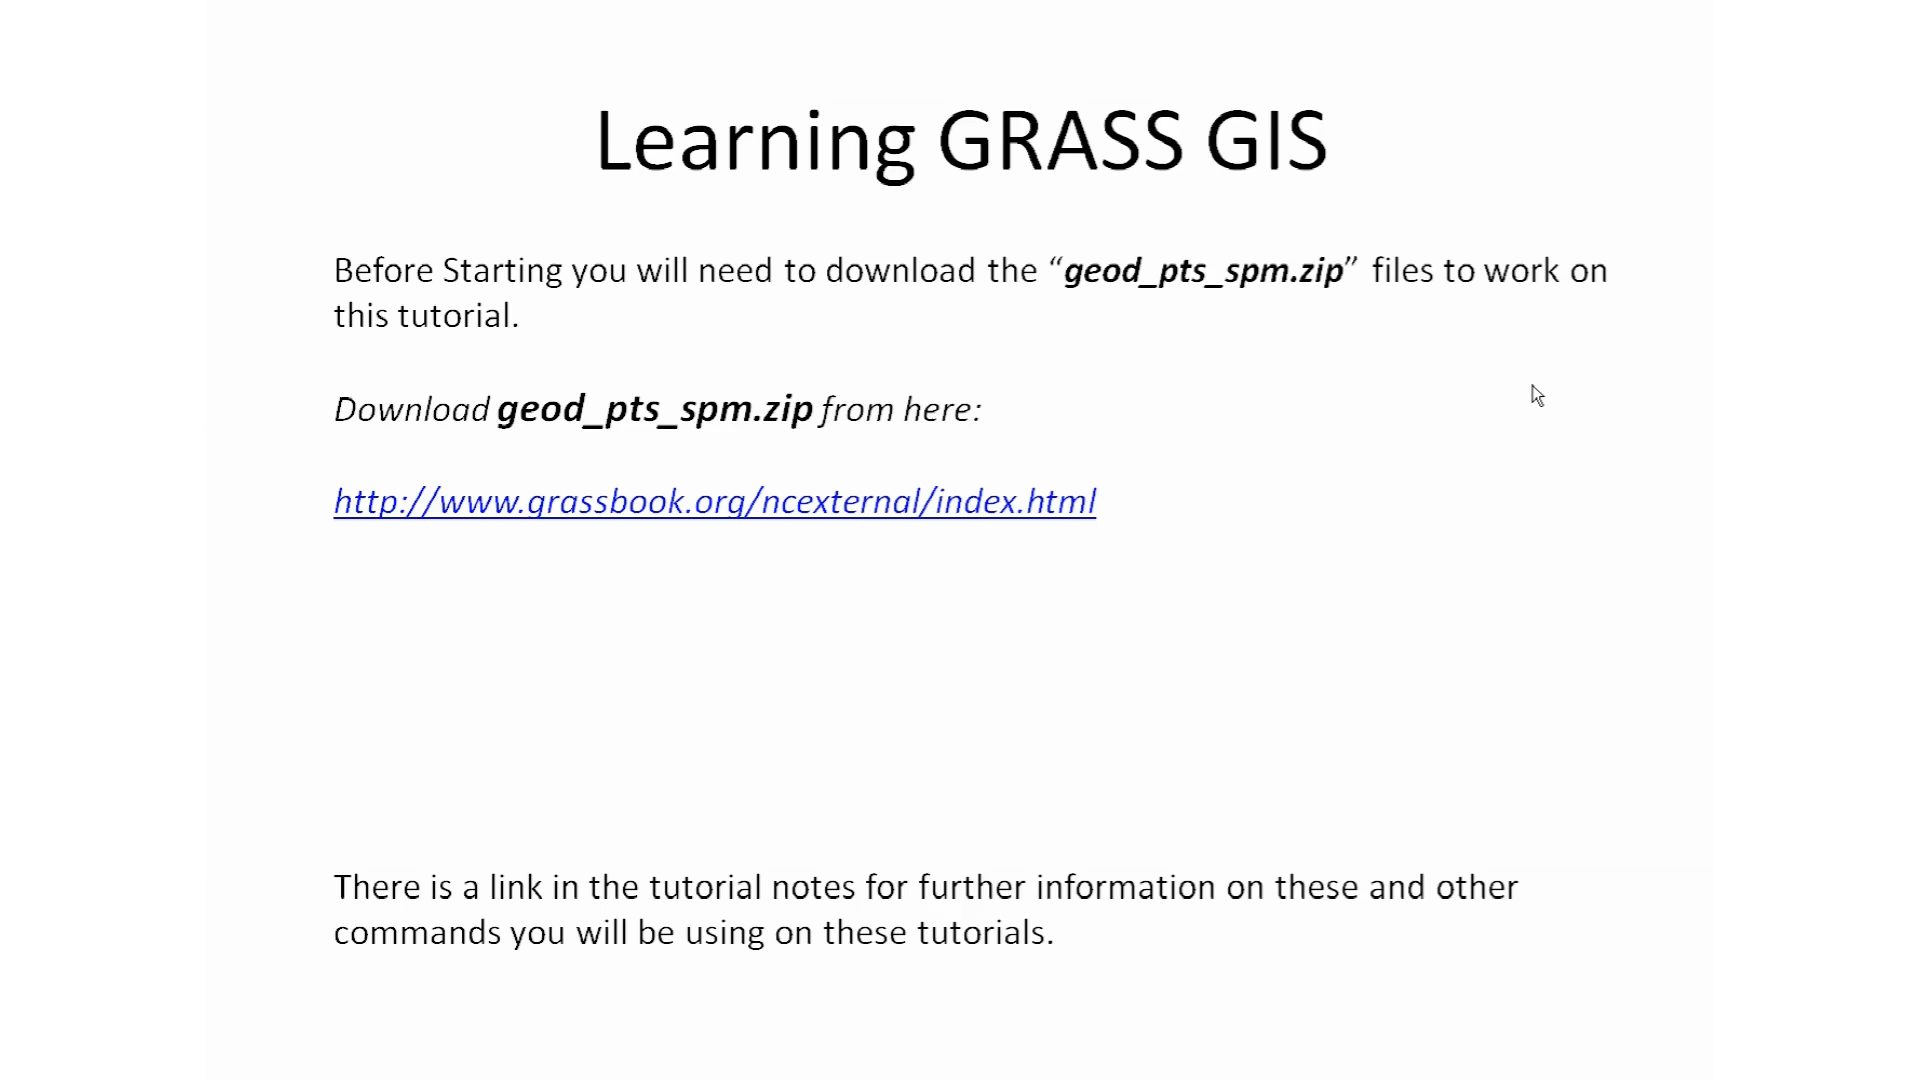 Learning GRASS GIS
Before Starting you will need to download the “geod_pts_spm.zip” files to work on
this tutorial.
Download geod_pts_spm.zip from here:
http://www.grassbook.org/ncexternal/index.html
There is a link in the tutorial notes for further information on these and other
commands you will be using on these tutorials.